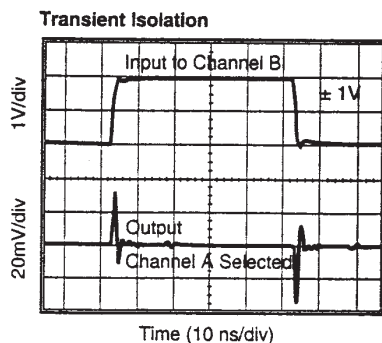 Transient Isolation
Input to Channel B
± 1V
1V/div
Output
Channel A Selected
20mV/div
Time (10 ns/div)